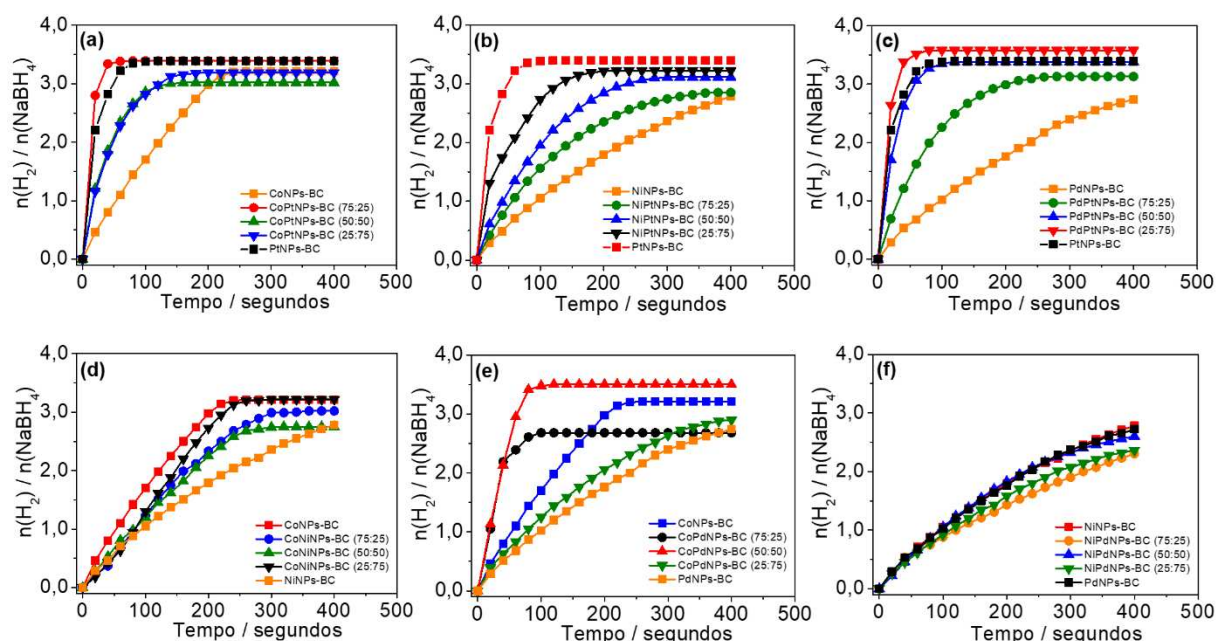 (a)
n(H₂) / n(NaBH₄)
4,0
3,0
2,0
1,0
0,0
CoNPs-BC
CoPtNPs-BC (75:25)
CoPtNPs-BC (50:50)
CoPtNPs-BC (25:75)
PtNPs-BC
0 100 200 300 400 500
Tempo / segundos
(b)
n(H₂) / n(NaBH₄)
4,0
3,0
2,0
1,0
0,0
NiNPs-BC
NiPtNPs-BC (75:25)
NiPtNPs-BC (50:50)
NiPtNPs-BC (25:75)
PtNPs-BC
0 100 200 300 400 500
Tempo / segundos
(c)
n(H₂) / n(NaBH₄)
4,0
3,0
2,0
1,0
0,0
PdNPs-BC
PdPtNPs-BC (75:25)
PdPtNPs-BC (50:50)
PdPtNPs-BC (25:75)
PtNPs-BC
0 100 200 300 400 500
Tempo / segundos
(d)
n(H₂) / n(NaBH₄)
4,0
3,0
2,0
1,0
0,0
CoNPs-BC
CoNiNPs-BC (75:25)
CoNiNPs-BC (50:50)
CoNiNPs-BC (25:75)
NiNPs-BC
0 100 200 300 400 500
Tempo / segundos
(e)
n(H₂) / n(NaBH₄)
4,0
3,0
2,0
1,0
0,0
CoNPs-BC
CoPdNPs-BC (75:25)
CoPdNPs-BC (50:50)
CoPdNPs-BC (25:75)
PdNPs-BC
0 100 200 300 400 500
Tempo / segundos
(f)
n(H₂) / n(NaBH₄)
4,0
3,0
2,0
1,0
0,0
NiNPs-BC
NiPdNPs-BC (75:25)
NiPdNPs-BC (50:50)
NiPdNPs-BC (25:75)
PdNPs-BC
0 100 200 300 400 500
Tempo / segundos